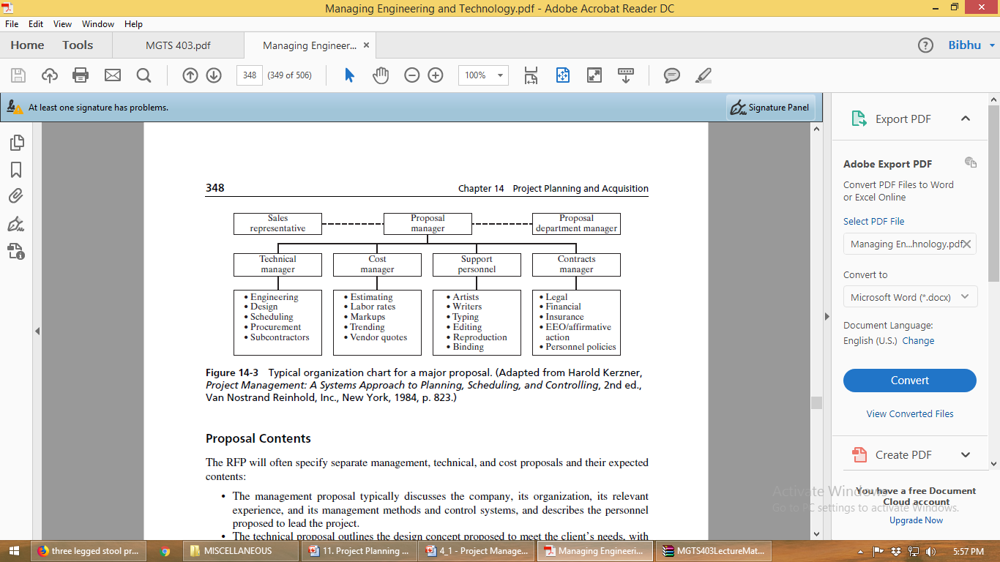 Managing Engineering and Technology.pdf - Adobe Acrobat Reader DC
File Edit View Window Help
Home Tools MGTS 403.pdf Managing Engineer... × Bibhu
348 (349 of 506) 100%
At least one signature has problems. Signature Panel
348 Chapter 14 Project Planning and Acquisition
Sales
representative
Proposal
manager
Proposal
department manager
Technical
manager
Cost
manager
Support
personnel
Contracts
manager
• Engineering
• Design
• Scheduling
• Procurement
• Subcontractors
• Estimating
• Labor rates
• Markups
• Trending
• Vendor quotes
• Artists
• Writers
• Typing
• Editing
• Reproduction
• Binding
• Legal
• Financial
• Insurance
• EEO/affirmative
action
• Personnel policies
Figure 14-3 Typical organization chart for a major proposal. (Adapted from Harold Kerzner,
Project Management: A Systems Approach to Planning, Scheduling, and Controlling, 2nd ed.,
Van Nostrand Reinhold, Inc., New York, 1984, p. 823.)
Proposal Contents
The RFP will often specify separate management, technical, and cost proposals and their expected
contents:
• The management proposal typically discusses the company, its organization, its relevant
experience, and its management methods and control systems, and describes the personnel
proposed to lead the project.
• The technical proposal outlines the design concept proposed to meet the client's needs, with
Export PDF
Adobe Export PDF
Convert PDF Files to Word
or Excel Online
Select PDF File
Managing En...hnology.pdf
Convert to
Microsoft Word (*.docx)
Document Language:
English (U.S.) Change
Convert
View Converted Files
Create PDF
You have a free Document
Cloud account
Upgrade Now
Activate Windows
Go to PC settings to activate Windows.
three legged stool pr... MISCELLANEOUS 11. Project Planning ... 4_1 - Project Manage... Managing Engineeri... MGTS403LectureMat... 5:57 PM